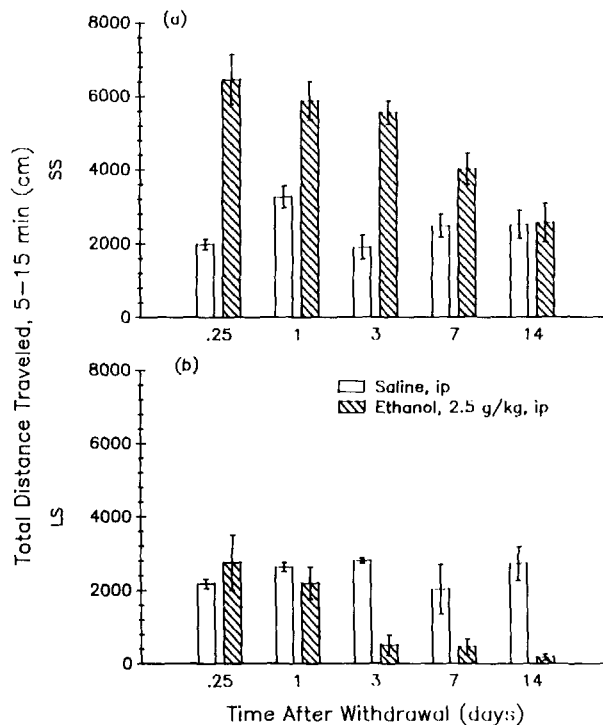 (a)
8000
6000
4000
2000
0
SS
.25 1 3 7 14
(b)
8000
6000
4000
2000
0
LS
Saline, ip
Ethanol, 2.5 g/kg, ip
.25 1 3 7 14
Total Distance Traveled, 5–15 min (cm)
Time After Withdrawal (days)